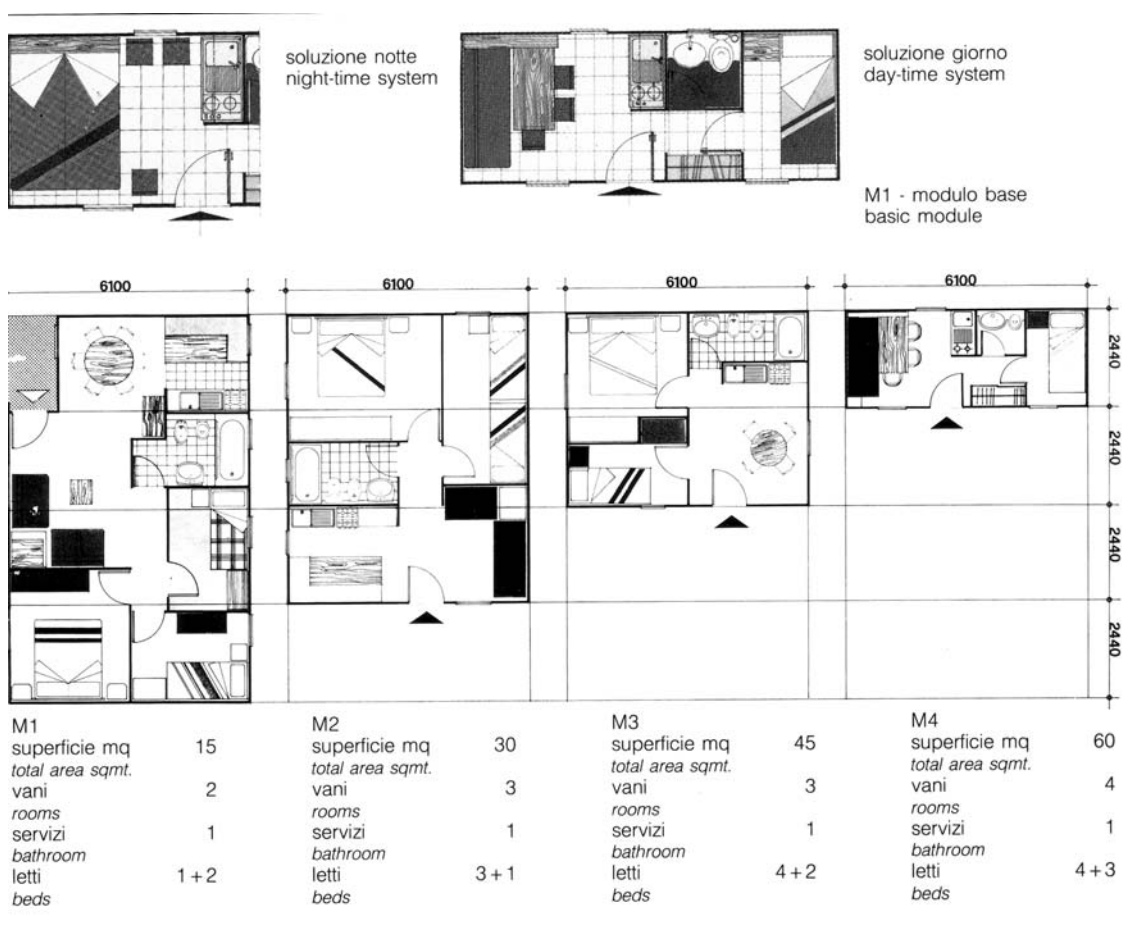 soluzione notte
night-time system
soluzione giorno
day-time system
M1 - modulo base
basic module
6100
6100
6100
6100
2440
2440
2440
2440
M1
superficie mq 15
total area sqmt.
vani 2
rooms
servizi 1
bathroom
letti 1+2
beds
M2
superficie mq 30
total area sqmt.
vani 3
rooms
servizi 1
bathroom
letti 3+1
beds
M3
superficie mq 45
total area sqmt.
vani 3
rooms
servizi 1
bathroom
letti 4+2
beds
M4
superficie mq 60
total area sqmt.
vani 4
rooms
servizi 1
bathroom
letti 4+3
beds